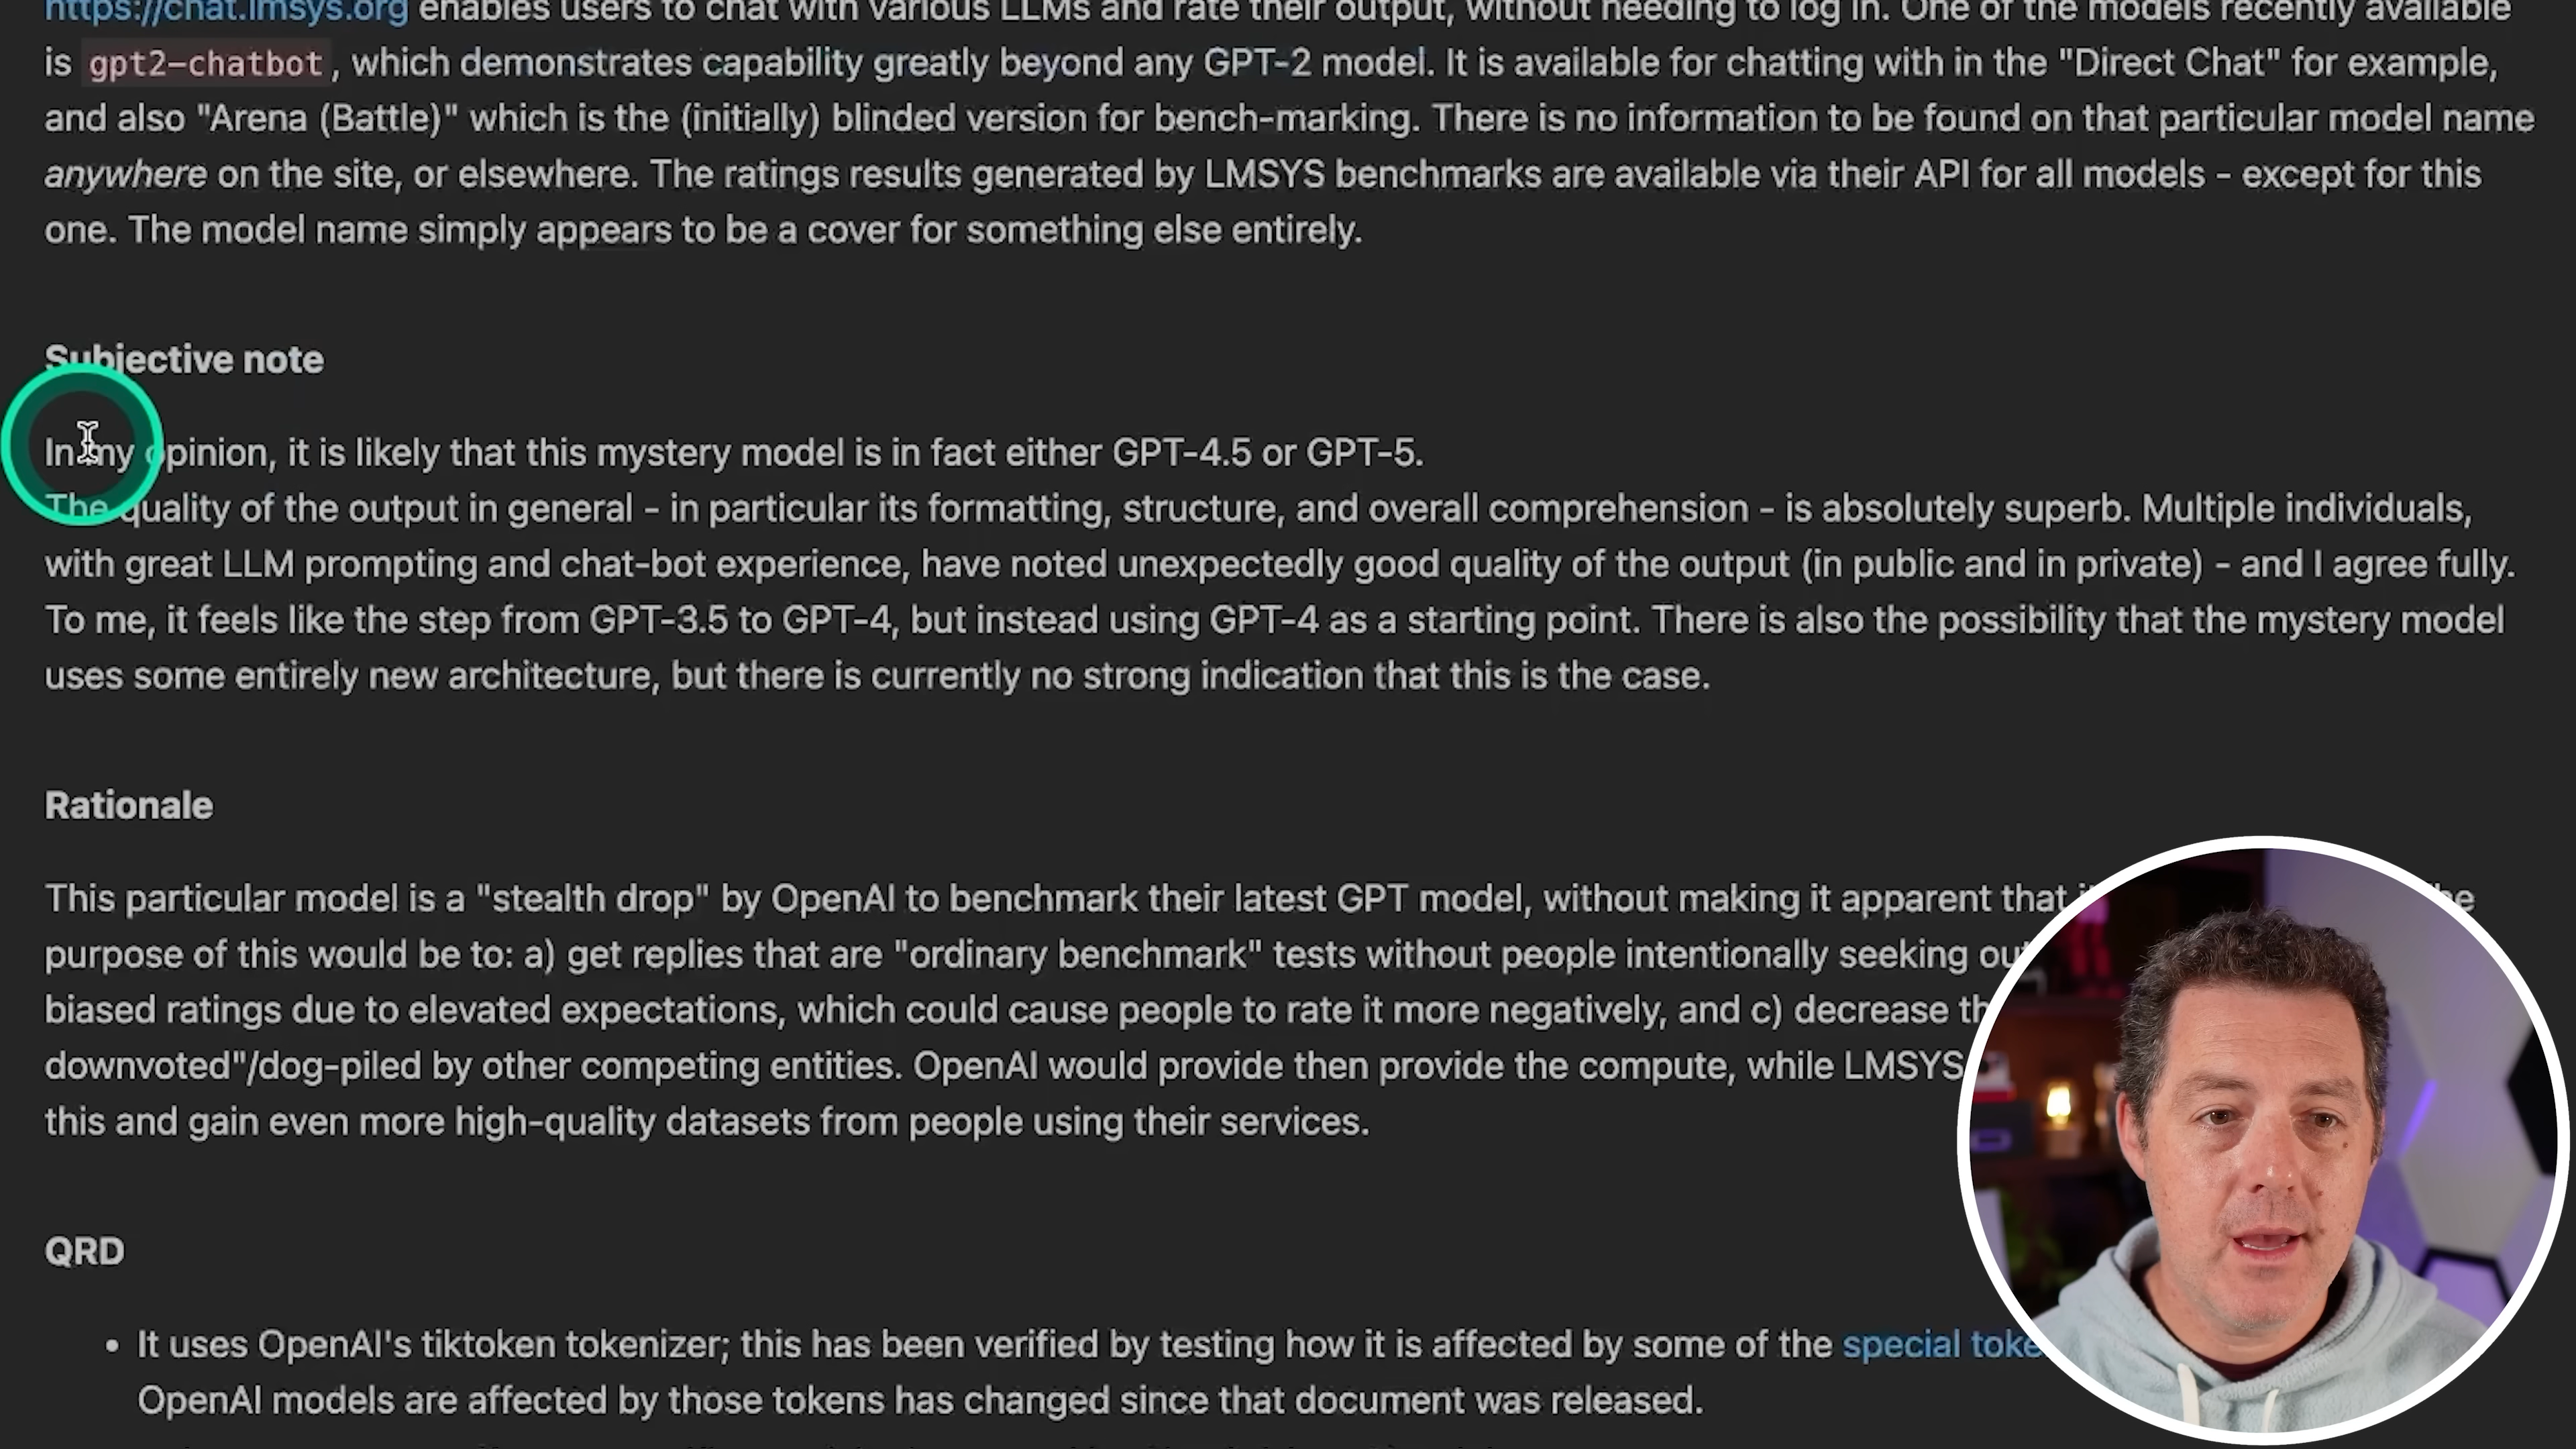 https://chat.lmsys.org enables users to chat with various LLMs and rate their output, without needing to log in. One of the models recently available
is gpt2-chatbot, which demonstrates capability greatly beyond any GPT-2 model. It is available for chatting with in the "Direct Chat" for example,
and also "Arena (Battle)" which is the (initially) blinded version for bench-marking. There is no information to be found on that particular model name
anywhere on the site, or elsewhere. The ratings results generated by LMSYS benchmarks are available via their API for all models - except for this
one. The model name simply appears to be a cover for something else entirely.
Subjective note
In my opinion, it is likely that this mystery model is in fact either GPT-4.5 or GPT-5.
The quality of the output in general - in particular its formatting, structure, and overall comprehension - is absolutely superb. Multiple individuals,
with great LLM prompting and chat-bot experience, have noted unexpectedly good quality of the output (in public and in private) - and I agree fully.
To me, it feels like the step from GPT-3.5 to GPT-4, but instead using GPT-4 as a starting point. There is also the possibility that the mystery model
uses some entirely new architecture, but there is currently no strong indication that this is the case.
Rationale
This particular model is a "stealth drop" by OpenAI to benchmark their latest GPT model, without making it apparent that
purpose of this would be to: a) get replies that are "ordinary benchmark" tests without people intentionally seeking
biased ratings due to elevated expectations, which could cause people to rate it more negatively, and c) decrease
downvoted"/dog-piled by other competing entities. OpenAI would provide then provide the compute, while LMSYS
this and gain even more high-quality datasets from people using their services.
QRD
• It uses OpenAI's tiktoken tokenizer; this has been verified by testing how it is affected by some of the special
OpenAI models are affected by those tokens has changed since that document was released.